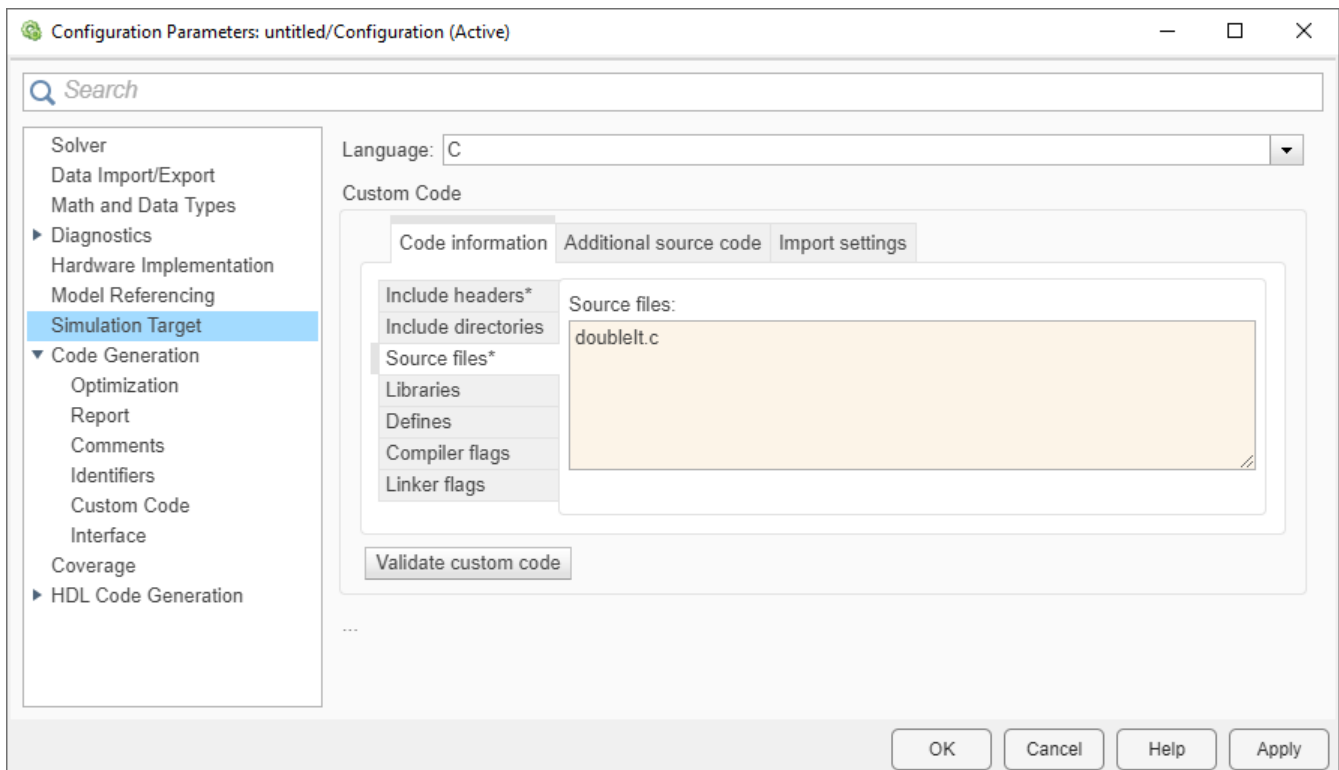 Configuration Parameters: untitled/Configuration (Active)
Search
Solver
Data Import/Export
Math and Data Types
Diagnostics
Hardware Implementation
Model Referencing
Simulation Target
Code Generation
Optimization
Report
Comments
Identifiers
Custom Code
Interface
Coverage
HDL Code Generation
Language: C
Custom Code
Code information Additional source code Import settings
Include headers*
Include directories
Source files*
Libraries
Defines
Compiler flags
Linker flags
Source files:
doubleIt.c
Validate custom code
...
OK Cancel Help Apply